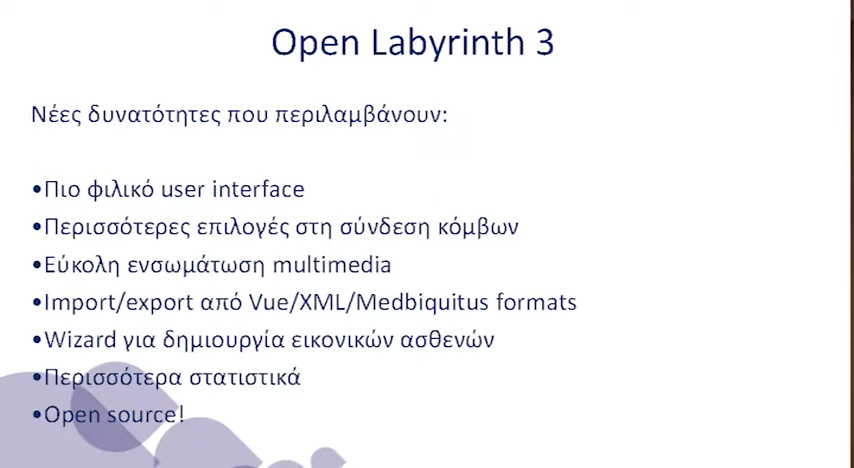 Open Labyrinth 3
Νέες δυνατότητες που περιλαμβάνουν:
•Πιο φιλικό user interface
•Περισσότερες επιλογές στη σύνδεση κόμβων
•Εύκολη ενσωμάτωση multimedia
•Import/export από Vue/XML/Medbiquitus formats
•Wizard για δημιουργία εικονικών ασθενών
•Περισσότερα στατιστικά
•Open source!